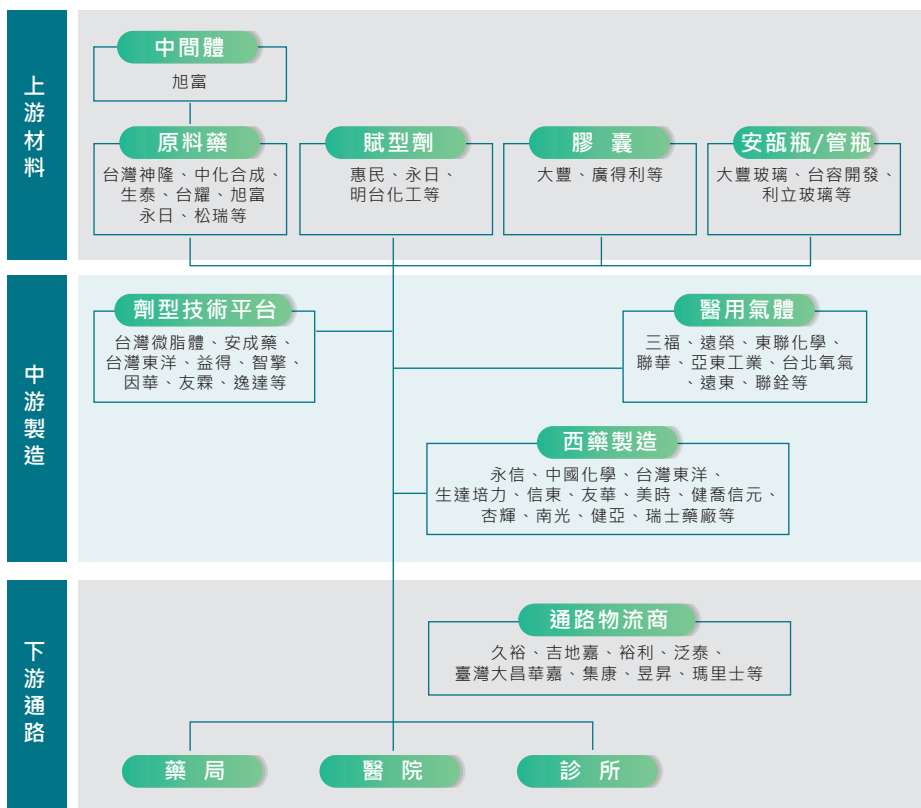 上游材料
中間體
旭富
原料藥
台灣神隆、中化合成、
生泰、台耀、旭富
永日、松瑞等
賦型劑
惠民、永日、
明台化工等
膠囊
大豐、廣得利等
安瓿瓶/管瓶
大豐玻璃、台容開發、
利立玻璃等
中游製造
劑型技術平台
台灣微脂體、安成藥、
台灣東洋、益得、智擎、
因華、友霖、逸達等
醫用氣體
三福、遠榮、東聯化學、
聯華、亞東工業、台北氧氣
、遠東、聯銓等
西藥製造
永信、中國化學、台灣東洋、
生達培力、信東、友華、美時、健喬信元、
杏輝、南光、健亞、瑞士藥廠等
下游通路
通路物流商
久裕、吉地嘉、裕利、泛泰、
臺灣大昌華嘉、集康、昱昇、瑪里士等
藥局
醫院
診所